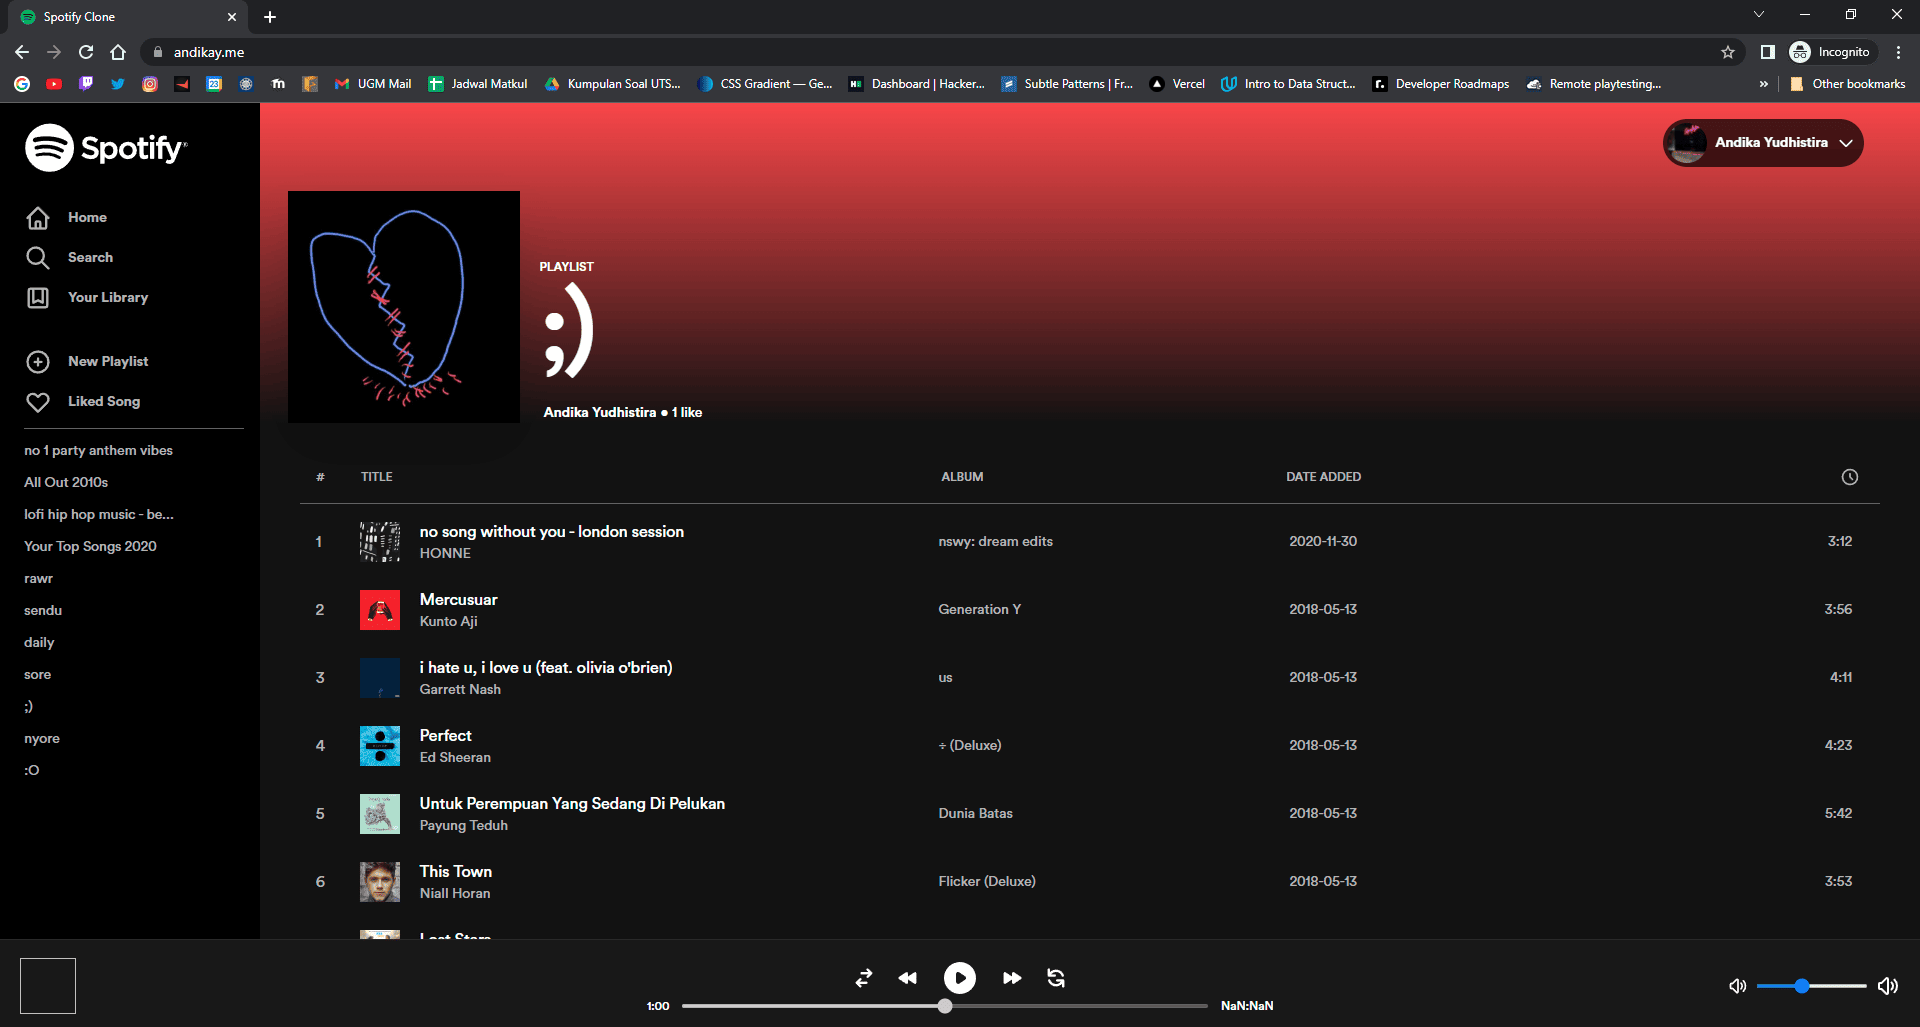 Spotify Clone
andikay.me
Incognito
UGM Mail
Jadwal Matkul
Kumpulan Soal UTS...
CSS Gradient — Ge...
Dashboard | Hacker...
Subtle Patterns | Fr...
Vercel
Intro to Data Struct...
Developer Roadmaps
Remote playtesting...
»
Other bookmarks
Spotify
Andika Yudhistira
Home
Search
Your Library
New Playlist
Liked Song
no 1 party anthem vibes
All Out 2010s
lofi hip hop music - be...
Your Top Songs 2020
rawr
sendu
daily
sore
;)
nyore
:O
PLAYLIST
;)
Andika Yudhistira • 1 like
# TITLE ALBUM DATE ADDED
1 no song without you - london session nswy: dream edits 2020-11-30 3:12
HONNE
2 Mercusuar Generation Y 2018-05-13 3:56
Kunto Aji
3 i hate u, i love u (feat. olivia o'brien) us 2018-05-13 4:11
Garrett Nash
4 Perfect ÷ (Deluxe) 2018-05-13 4:23
Ed Sheeran
5 Untuk Perempuan Yang Sedang Di Pelukan Dunia Batas 2018-05-13 5:42
Payung Teduh
6 This Town Flicker (Deluxe) 2018-05-13 3:53
Niall Horan
Lost Stars
1:00 NaN:NaN